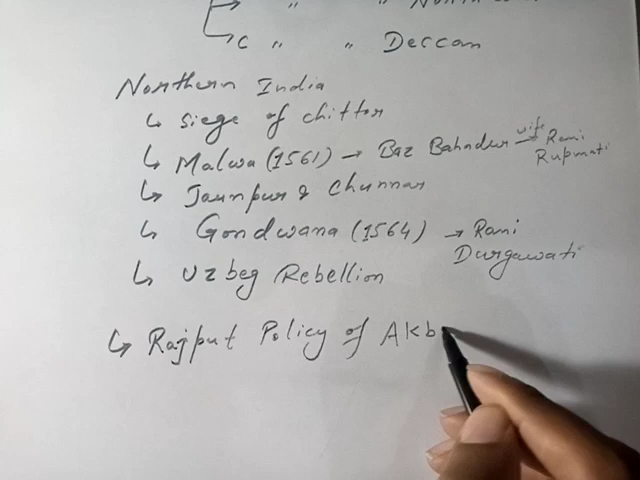 ↳ " " North
↳ C " " Deccan
Northern India
↳ Siege of chittor
↳ Malwa (1561) → Baz Bahadur wife → Rani Rupmati
↳ Jaunpur & Chunnar
↳ Gondwana (1564) → Rani Durgawati
↳ Uzbeg Rebellion
↳ Rajput Policy of Akb